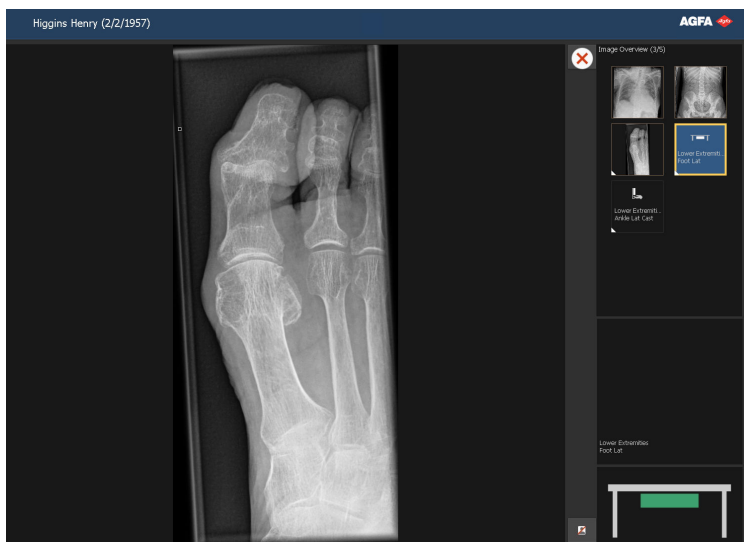 Higgins Henry (2/2/1957)
AGFA
Image Overview (3/5)
Lower Extremiti...
Foot Lat
Lower Extremiti...
Ankle Lat Cast
Lower Extremities
Foot Lat